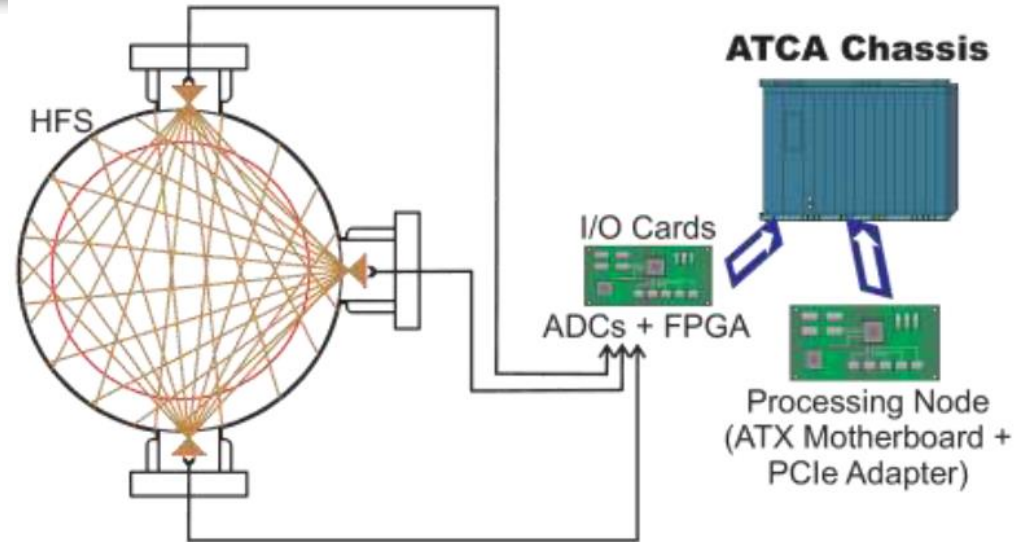 ATCA Chassis
HFS
I/O Cards
ADCs + FPGA
Processing Node
(ATX Motherboard +
PCIe Adapter)